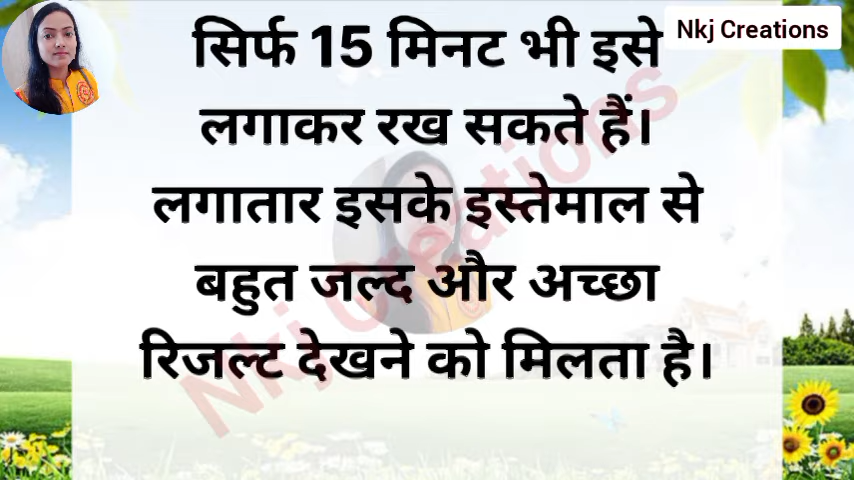 Nkj Creations
सिर्फ 15 मिनट भी इसे
लगाकर रख सकते हैं।
लगातार इसके इस्तेमाल से
बहुत जल्द और अच्छा
रिजल्ट देखने को मिलता है।
Nkj Creations